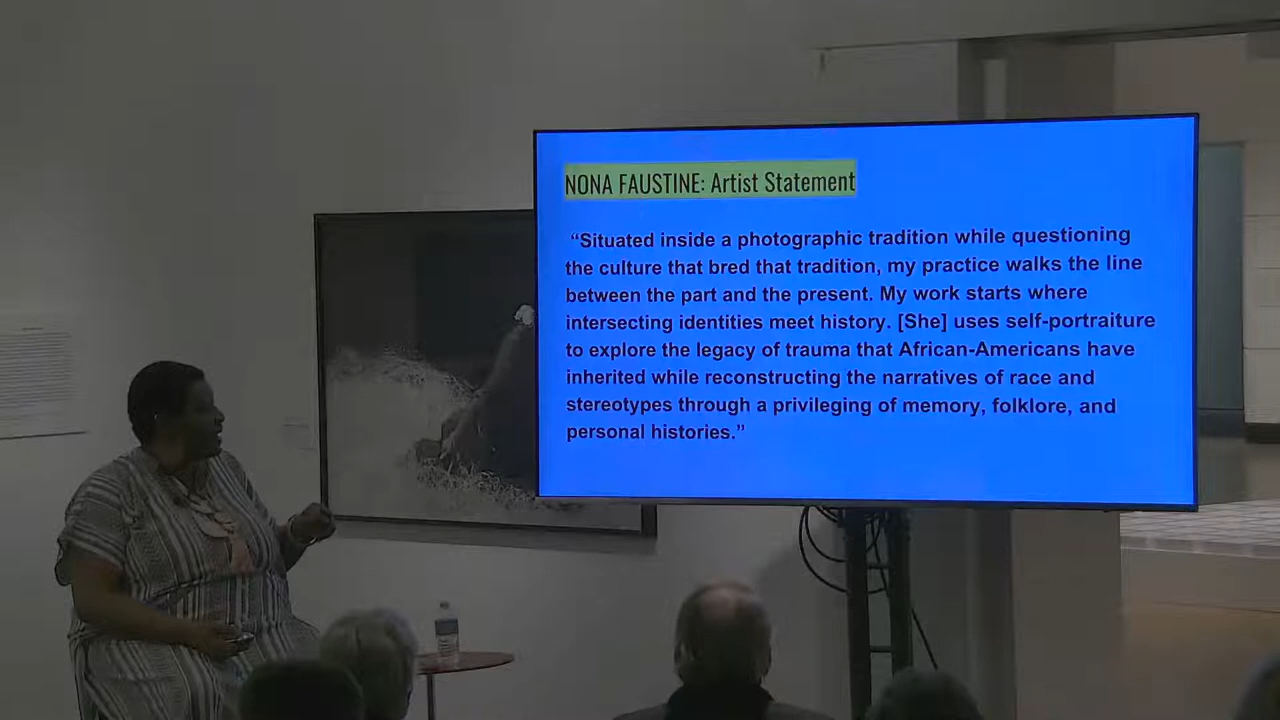 NONA FAUSTINE: Artist Statement
“Situated inside a photographic tradition while questioning
the culture that bred that tradition, my practice walks the line
between the part and the present. My work starts where
intersecting identities meet history. [She] uses self-portraiture
to explore the legacy of trauma that African-Americans have
inherited while reconstructing the narratives of race and
stereotypes through a privileging of memory, folklore, and
personal histories.”